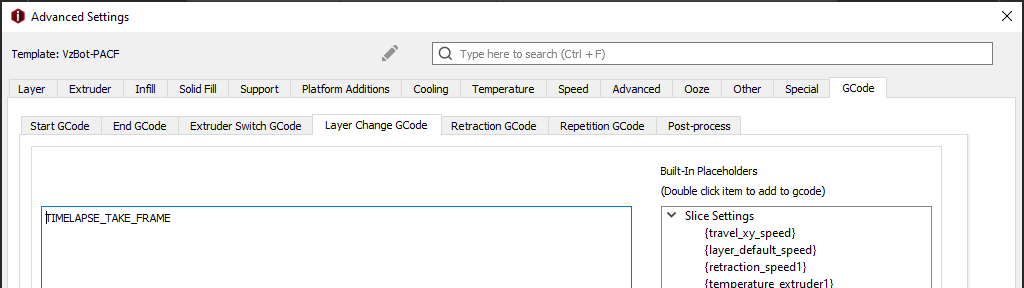 Advanced Settings
Template: VzBot-PACF
Type here to search (Ctrl + F)
Layer Extruder Infill Solid Fill Support Platform Additions Cooling Temperature Speed Advanced Ooze Other Special GCode
Start GCode End GCode Extruder Switch GCode Layer Change GCode Retraction GCode Repetition GCode Post-process
Built-In Placeholders
(Double click item to add to gcode)
TIMELAPSE_TAKE_FRAME
Slice Settings
{travel_xy_speed}
{layer_default_speed}
{retraction_speed1}
{temperature_extruder1}